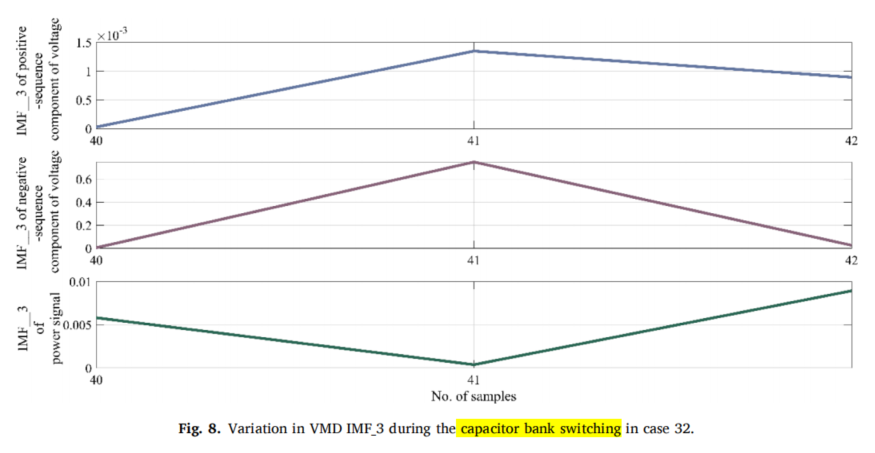 ×10⁻³
IMF__3 of positive
-sequence
component of voltage
1.5
1
0.5
0
40
41
42
IMF__3 of negative
-sequence
component of voltage
0.6
0.4
0.2
0
40
41
42
IMF__3
of
power signal
0.01
0.005
0
40
41
No. of samples
Fig. 8. Variation in VMD IMF_3 during the capacitor bank switching in case 32.